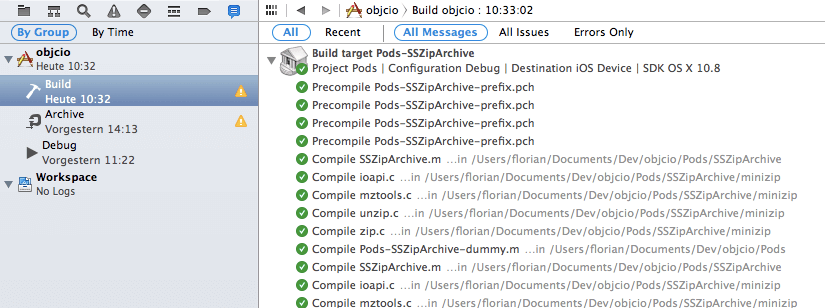 objcio › Build objcio : 10:33:02
By Group By Time
All Recent All Messages All Issues Errors Only
objcio
Heute 10:32
Build
Heute 10:32
Archive
Vorgestern 14:13
Debug
Vorgestern 11:22
Workspace
No Logs
Build target Pods-SSZipArchive
Project Pods | Configuration Debug | Destination iOS Device | SDK OS X 10.8
Precompile Pods-SSZipArchive-prefix.pch
Precompile Pods-SSZipArchive-prefix.pch
Precompile Pods-SSZipArchive-prefix.pch
Precompile Pods-SSZipArchive-prefix.pch
Compile SSZipArchive.m ...in /Users/florian/Documents/Dev/objcio/Pods/SSZipArchive
Compile ioapi.c ...in /Users/florian/Documents/Dev/objcio/Pods/SSZipArchive/minizip
Compile mztools.c ...in /Users/florian/Documents/Dev/objcio/Pods/SSZipArchive/minizip
Compile unzip.c ...in /Users/florian/Documents/Dev/objcio/Pods/SSZipArchive/minizip
Compile zip.c ...in /Users/florian/Documents/Dev/objcio/Pods/SSZipArchive/minizip
Compile Pods-SSZipArchive-dummy.m ...in /Users/florian/Documents/Dev/objcio/Pods
Compile SSZipArchive.m ...in /Users/florian/Documents/Dev/objcio/Pods/SSZipArchive
Compile ioapi.c ...in /Users/florian/Documents/Dev/objcio/Pods/SSZipArchive/minizip
Compile mztools.c ...in /Users/florian/Documents/Dev/objcio/Pods/SSZipArchive/minizip